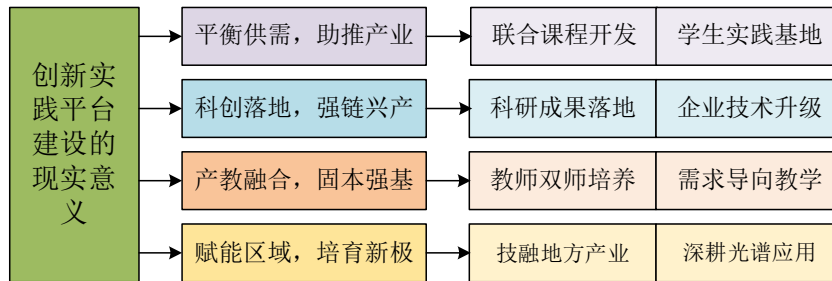 创新实
践平台
建设的
现实意
义
平衡供需，助推产业
联合课程开发
学生实践基地
科创落地，强链兴产
科研成果落地
企业技术升级
产教融合，固本强基
教师双师培养
需求导向教学
赋能区域，培育新极
技融地方产业
深耕光谱应用